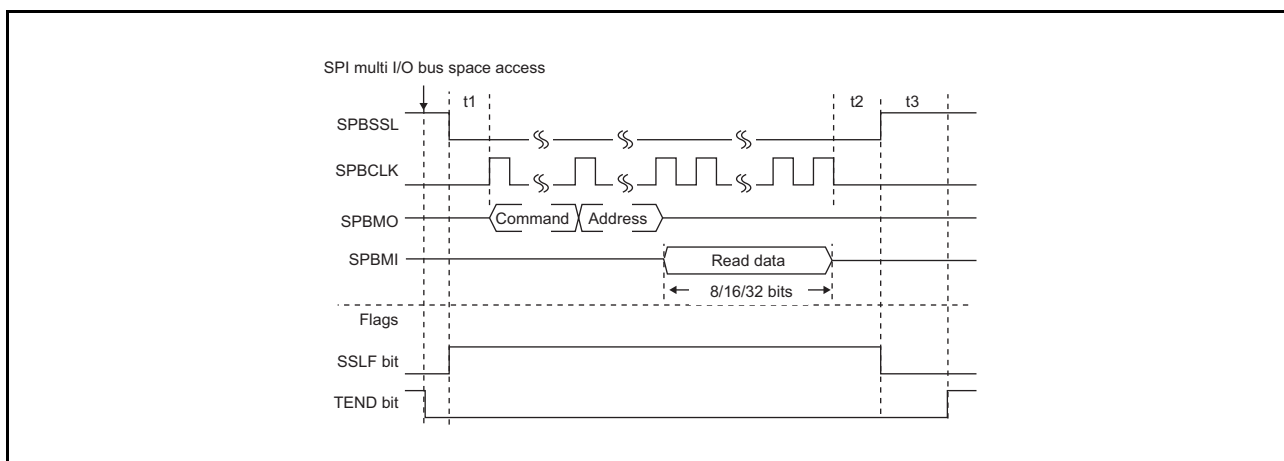 SPI multi I/O bus space access
t1 t2 t3
SPBSSL
SPBCLK
SPBMO Command Address
SPBMI Read data
8/16/32 bits
Flags
SSLF bit
TEND bit